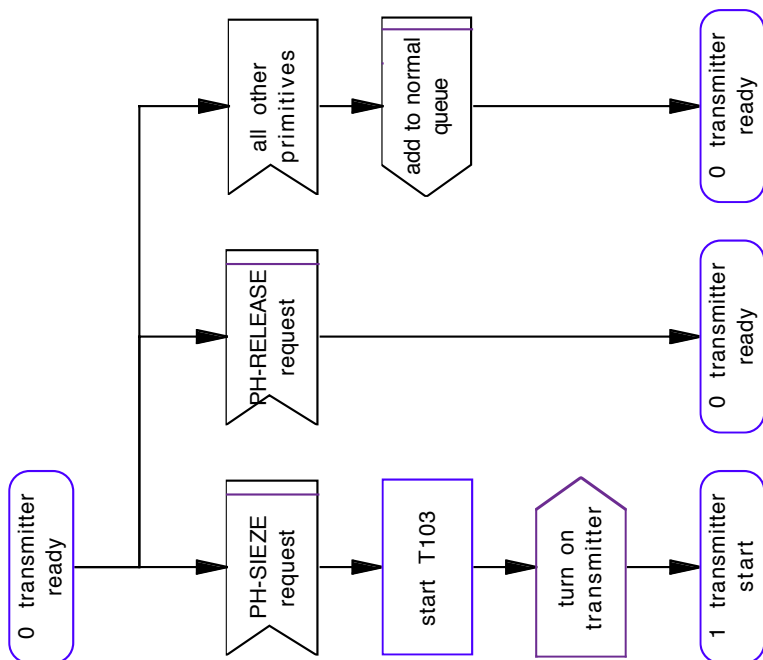 0 transmitter
ready
PH-SIEZE
request
PH-RELEASE
request
all other
primitives
start T103
add to normal
queue
turn on
transmitter
1 transmitter
start
0 transmitter
ready
0 transmitter
ready